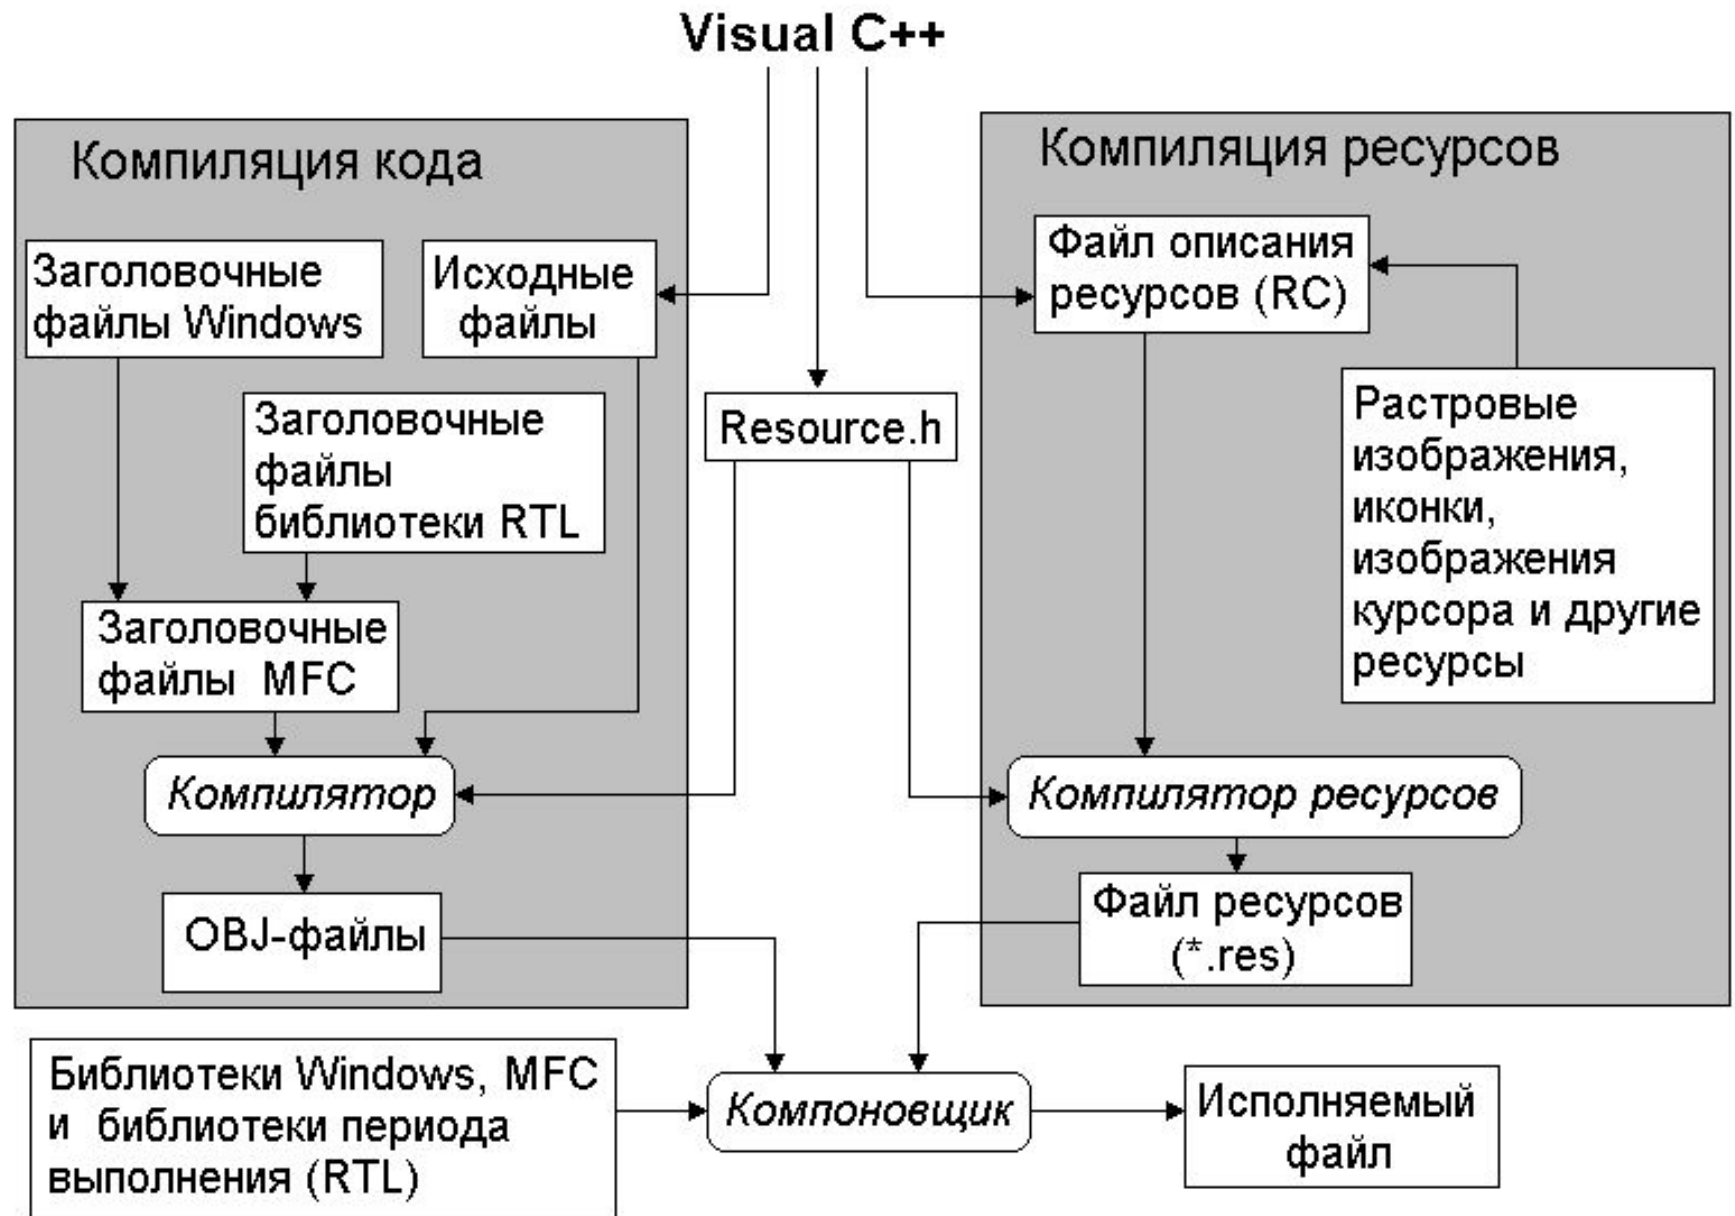 Visual C++
Компиляция кода
Заголовочные
файлы Windows
Исходные
файлы
Заголовочные
файлы
библиотеки RTL
Заголовочные
файлы MFC
Компилятор
OBJ-файлы
Resource.h
Компиляция ресурсов
Файл описания
ресурсов (RC)
Растровые
изображения,
иконки,
изображения
курсора и другие
ресурсы
Компилятор ресурсов
Файл ресурсов
(*.res)
Библиотеки Windows, MFC
и библиотеки периода
выполнения (RTL)
Компоновщик
Исполняемый
файл